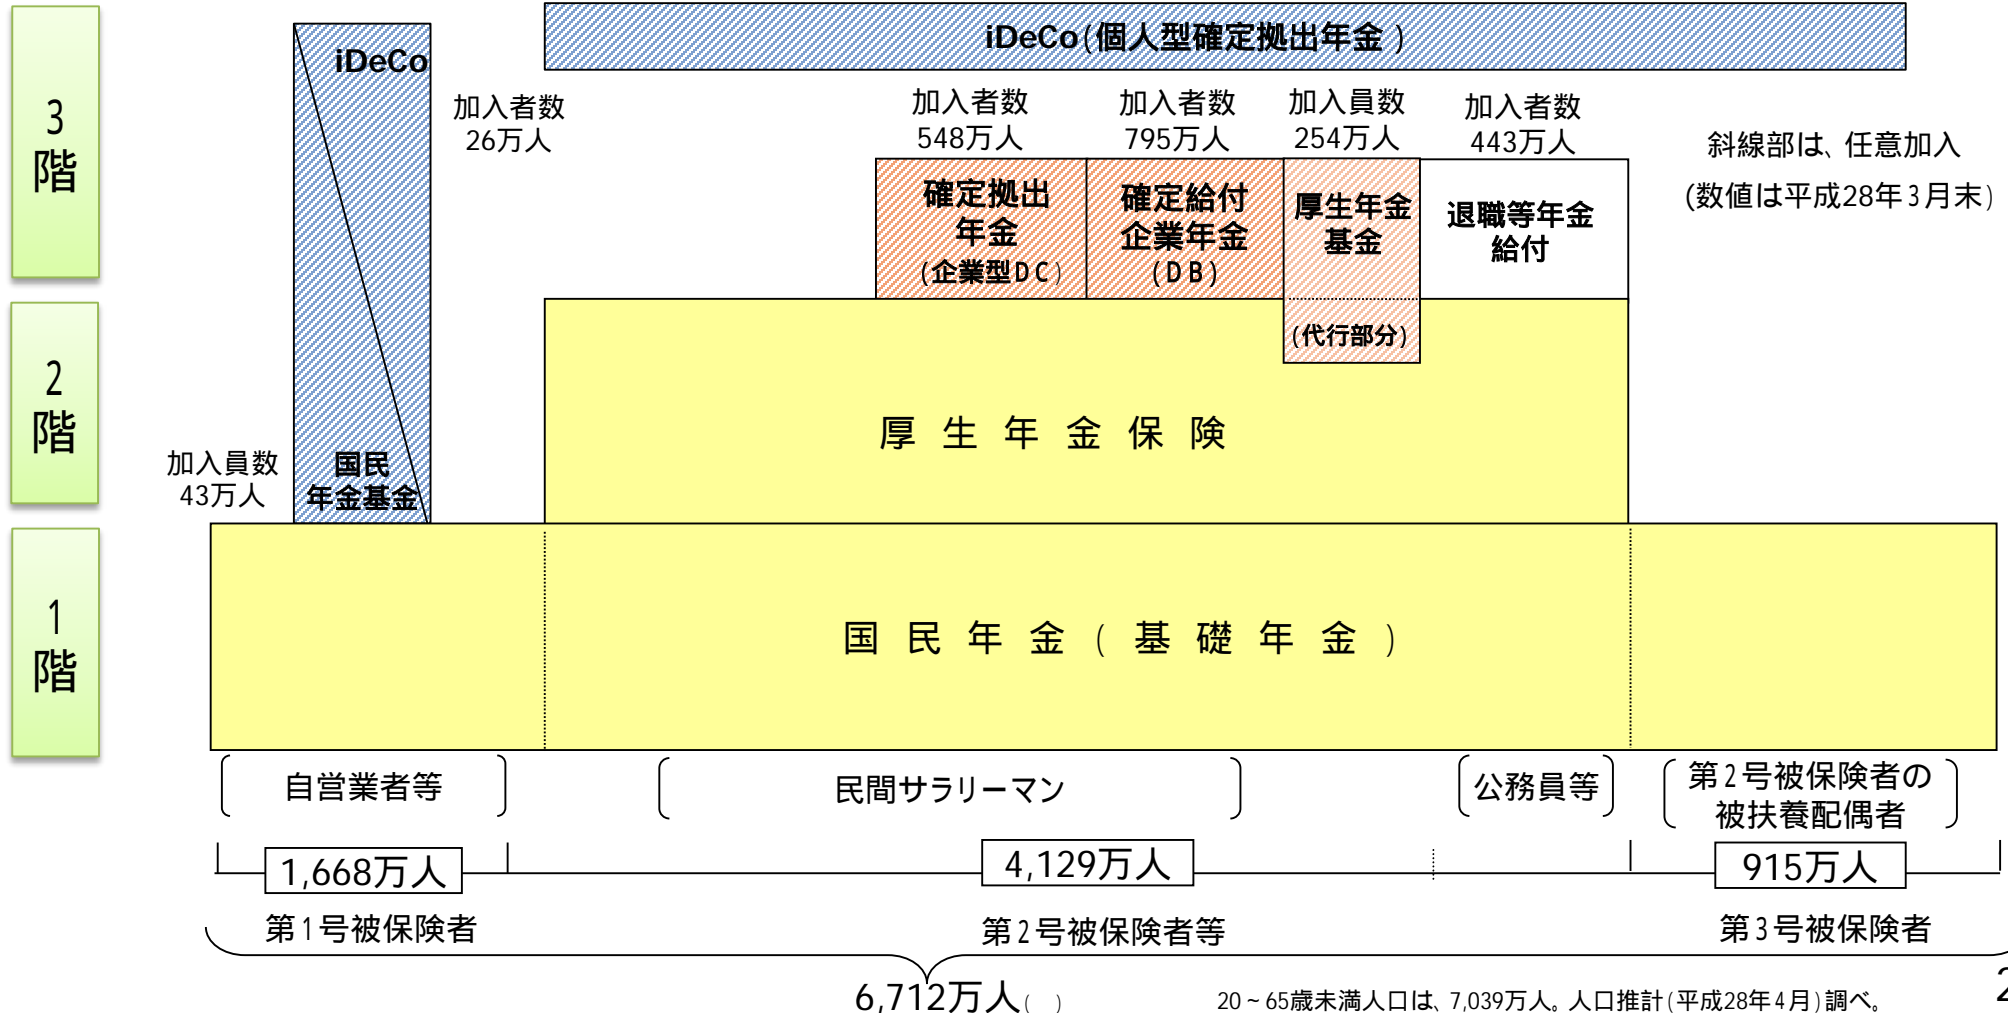 3
階
2
階
1
階
iDeCo(個人型確定拠出年金)
iDeCo
加入者数
26万人
加入者数
548万人
加入者数
795万人
加入員数
254万人
加入者数
443万人
斜線部は、任意加入
(数値は平成28年3月末)
確定拠出
年金
(企業型DC)
確定給付
企業年金
(DB)
厚生年金
基金
(代行部分)
退職等年金
給付
厚生年金保険
加入員数
43万人
国民
年金基金
国民年金(基礎年金)
自営業者等
民間サラリーマン
公務員等
第2号被保険者の
被扶養配偶者
1,668万人
4,129万人
915万人
第1号被保険者
第2号被保険者等
第3号被保険者
6,712万人( )
20~65歳未満人口は、7,039万人。人口推計(平成28年4月)調べ。